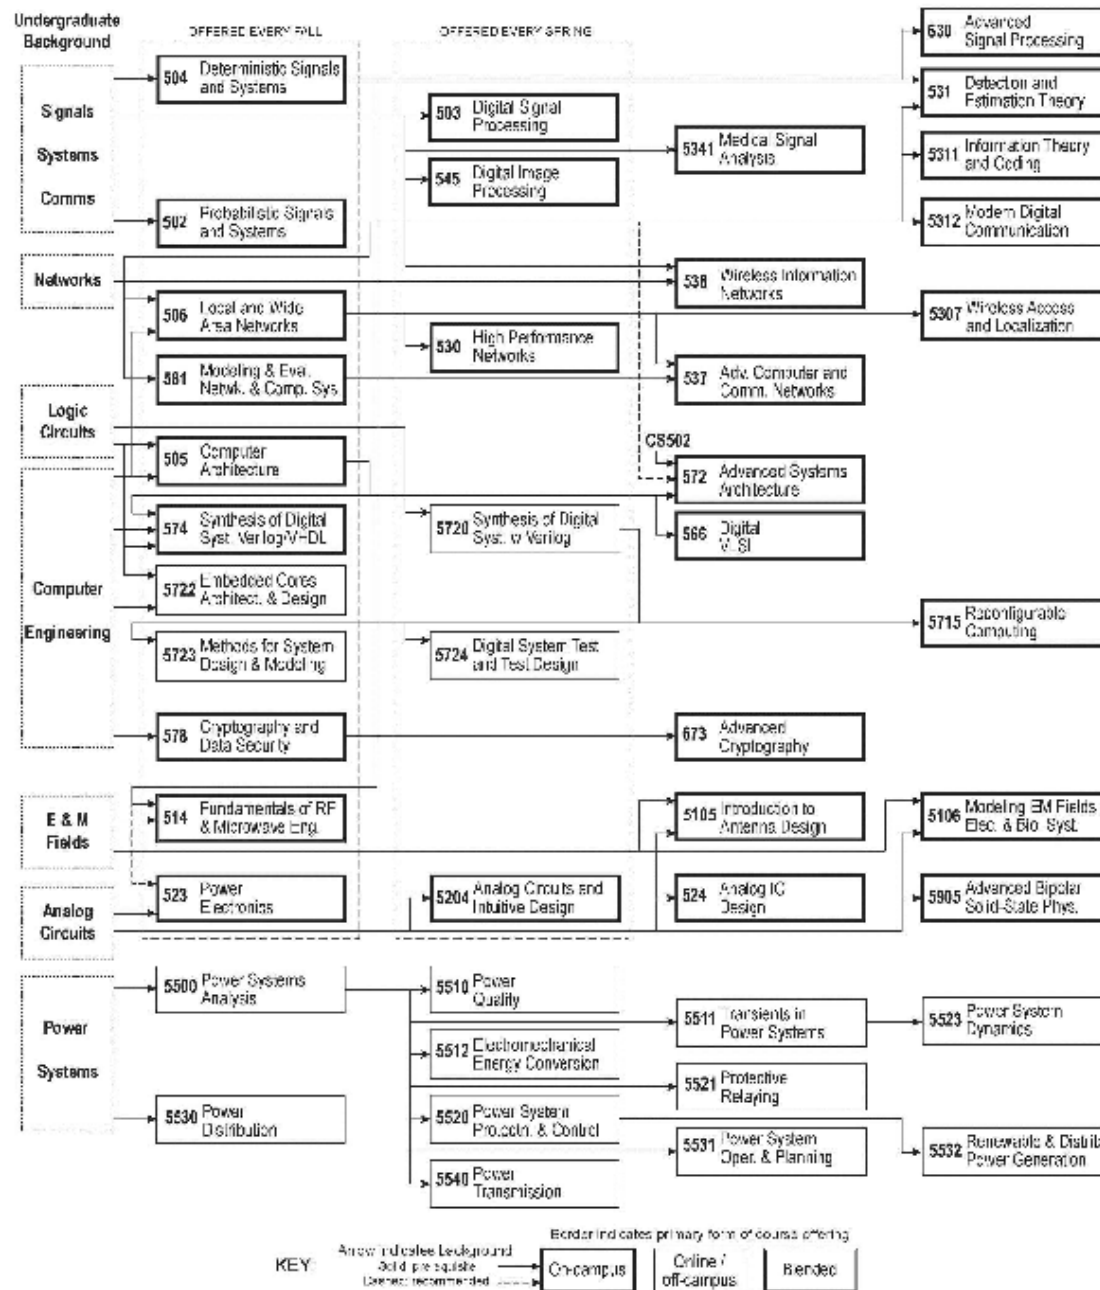 Undergraduate
Background
OFFERED EVERY FALL
OFFERED EVERY SPRING
Signals
Systems
Comms
Networks
Logic
Circuits
Computer
Engineering
E & M
Fields
Analog
Circuits
Power
Systems
504 Deterministic Signals
and Systems
502 Probabilistic Signals
and Systems
506 Local and Wide
Area Networks
581 Modeling & Eval.
Netwk. & Comp. Sys
505 Computer
Architecture
574 Synthesis of Digital
Syst. Verilog/VHDL
5722 Embedded Cores
Architect. & Design
5723 Methods for System
Design & Modeling
578 Cryptography and
Data Security
514 Fundamentals of RF
& Microwave Eng.
523 Power
Electronics
5500 Power Systems
Analysis
5530 Power
Distribution
503 Digital Signal
Processing
545 Digital Image
Processing
530 High Performance
Networks
5720 Synthesis of Digital
Syst. w Verilog
5724 Digital System Test
and Test Design
5204 Analog Circuits and
Intuitive Design
5510 Power
Quality
5512 Electromechanical
Energy Conversion
5520 Power System
Protectn. & Control
5540 Power
Transmission
5341 Medical Signal
Analysis
538 Wireless Information
Networks
537 Adv. Computer and
Comm. Networks
CS502
572 Advanced Systems
Architecture
566 Digital
VLSI
673 Advanced
Cryptography
5105 Introduction to
Antenna Design
524 Analog IC
Design
5511 Transients in
Power Systems
5521 Protective
Relaying
5531 Power System
Oper. & Planning
630 Advanced
Signal Processing
531 Detection and
Estimation Theory
5311 Information Theory
and Coding
5312 Modern Digital
Communication
5307 Wireless Access
and Localization
5715 Reconfigurable
Computing
5106 Modeling EM Fields
Elec. & Bio. Syst.
5905 Advanced Bipolar
Solid-State Phys.
5523 Power System
Dynamics
5532 Renewable & Distrib
Power Generation
KEY
Arrow indicates background
Solid: prerequisite
Dashed: recommended
Border indicates primary form of course offering
On-campus
Online /
off-campus
Blended